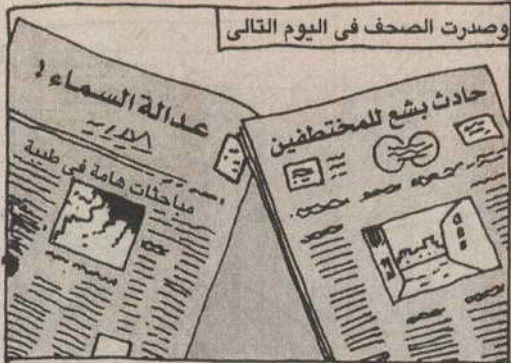 وصدرت الصحف فى اليوم التالى
حادث بشع للمختطفين
عدالة السماء !
مباحثات هامة فى طيبة